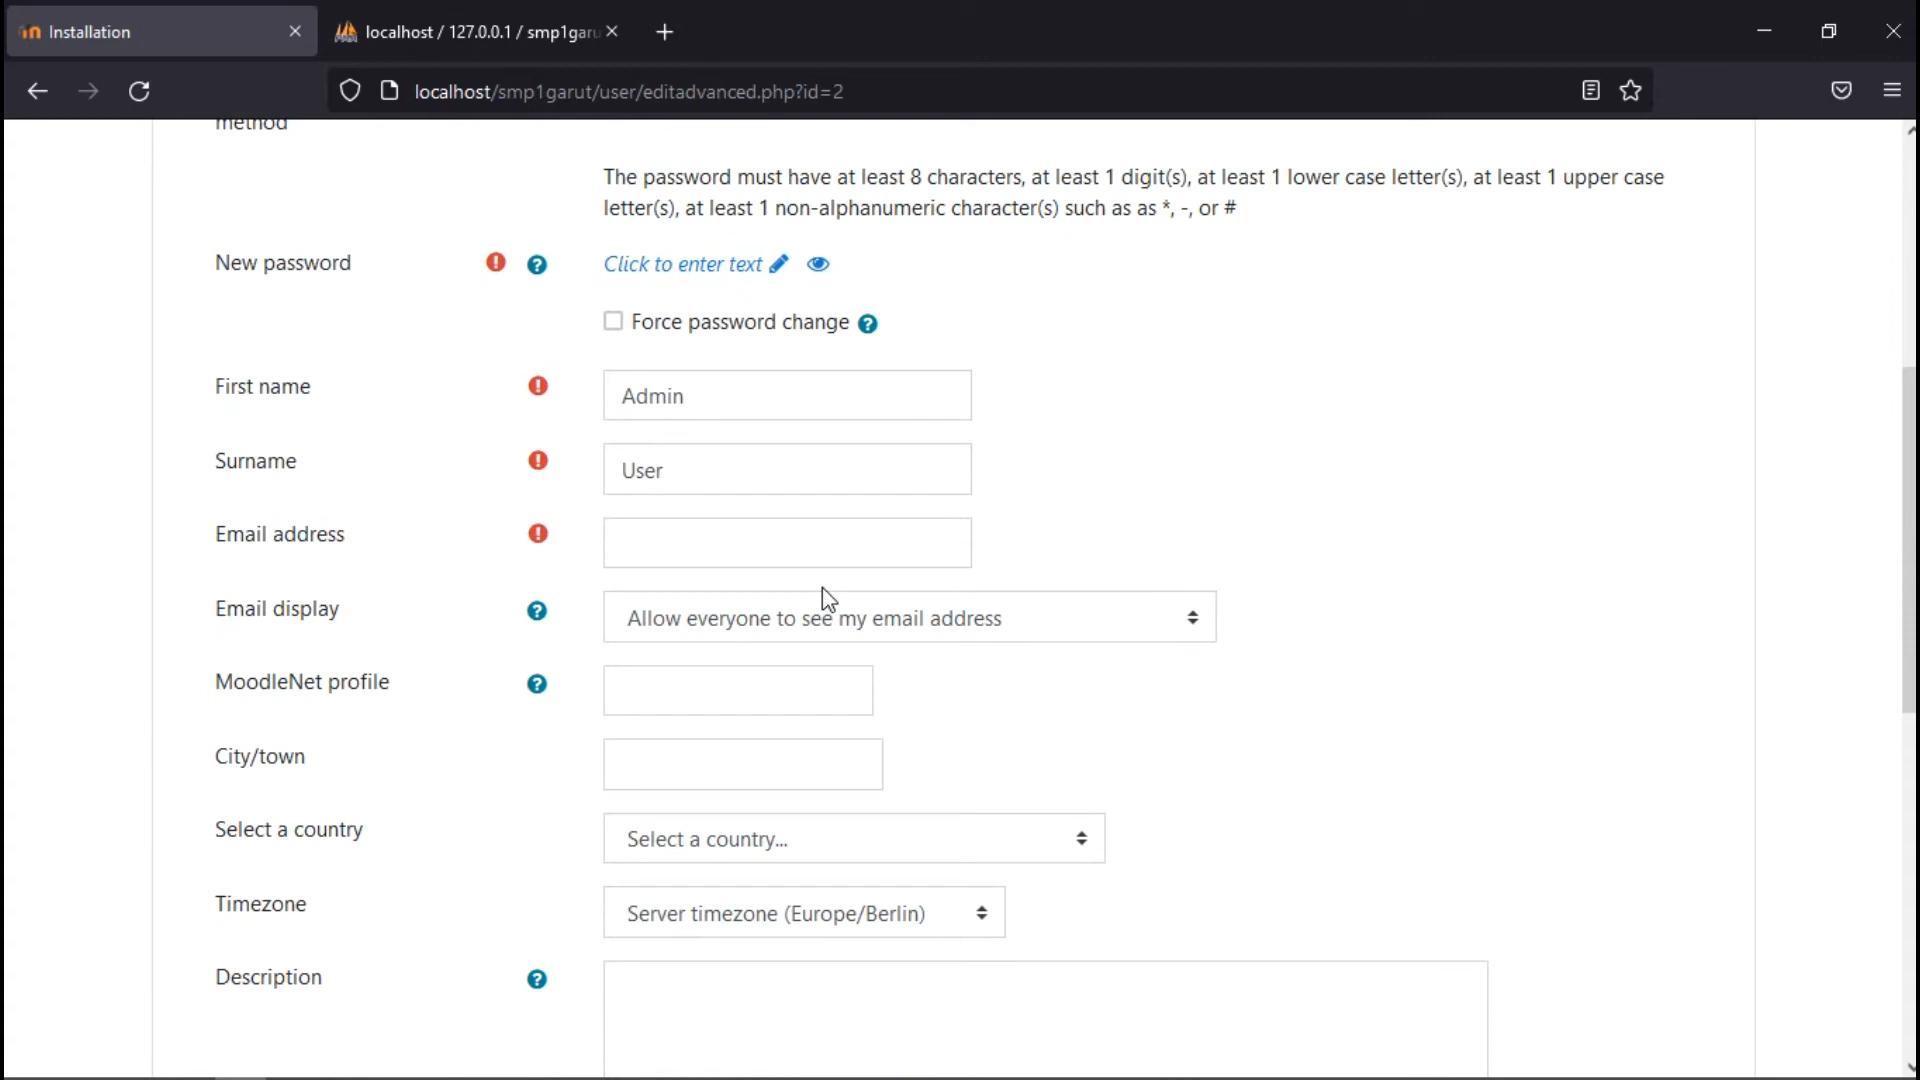 Installation
localhost / 127.0.0.1 / smp1garu
localhost/smp1garut/user/editadvanced.php?id=2
method
The password must have at least 8 characters, at least 1 digit(s), at least 1 lower case letter(s), at least 1 upper case
letter(s), at least 1 non-alphanumeric character(s) such as as *, -, or #
New password
Click to enter text
Force password change
First name
Admin
Surname
User
Email address
Email display
Allow everyone to see my email address
MoodleNet profile
City/town
Select a country
Select a country...
Timezone
Server timezone (Europe/Berlin)
Description